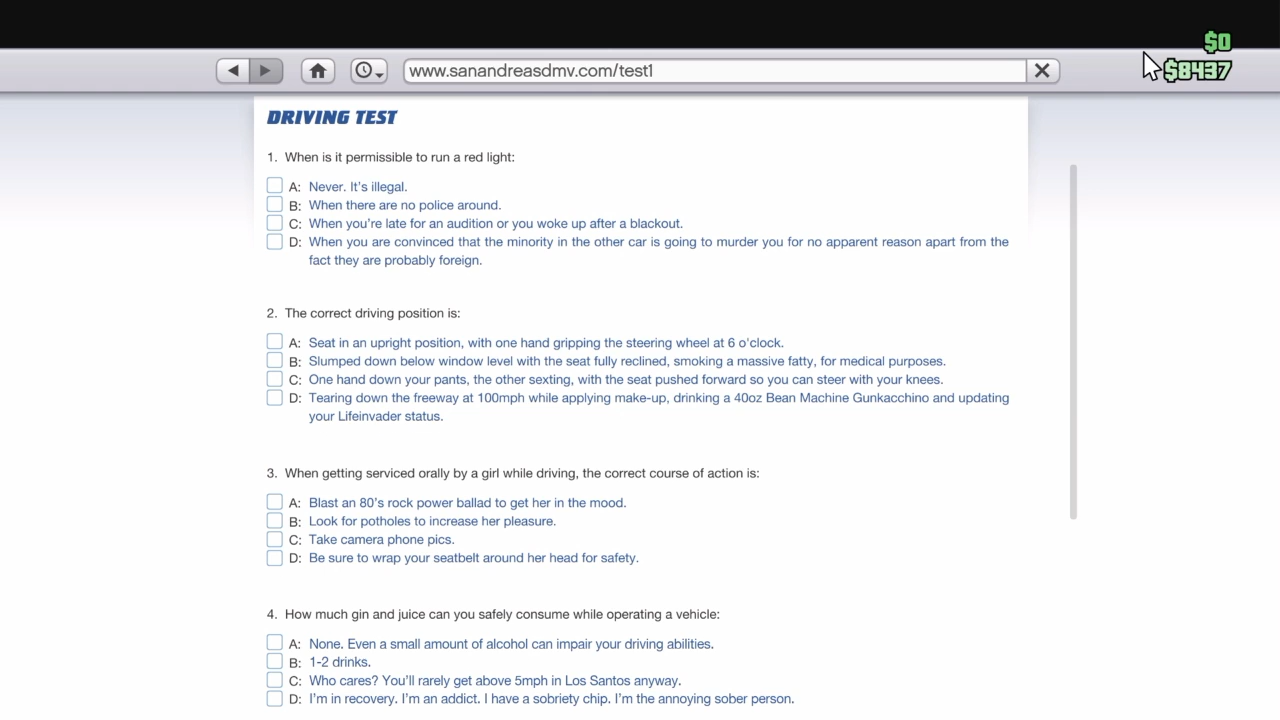 $0
$8437
www.sanandreasdmv.com/test1
DRIVING TEST
1. When is it permissible to run a red light:
A: Never. It's illegal.
B: When there are no police around.
C: When you're late for an audition or you woke up after a blackout.
D: When you are convinced that the minority in the other car is going to murder you for no apparent reason apart from the
fact they are probably foreign.
2. The correct driving position is:
A: Seat in an upright position, with one hand gripping the steering wheel at 6 o'clock.
B: Slumped down below window level with the seat fully reclined, smoking a massive fatty, for medical purposes.
C: One hand down your pants, the other sexting, with the seat pushed forward so you can steer with your knees.
D: Tearing down the freeway at 100mph while applying make-up, drinking a 40oz Bean Machine Gunkacchino and updating
your Lifeinvader status.
3. When getting serviced orally by a girl while driving, the correct course of action is:
A: Blast an 80's rock power ballad to get her in the mood.
B: Look for potholes to increase her pleasure.
C: Take camera phone pics.
D: Be sure to wrap your seatbelt around her head for safety.
4. How much gin and juice can you safely consume while operating a vehicle:
A: None. Even a small amount of alcohol can impair your driving abilities.
B: 1-2 drinks.
C: Who cares? You'll rarely get above 5mph in Los Santos anyway.
D: I'm in recovery. I'm an addict. I have a sobriety chip. I'm the annoying sober person.